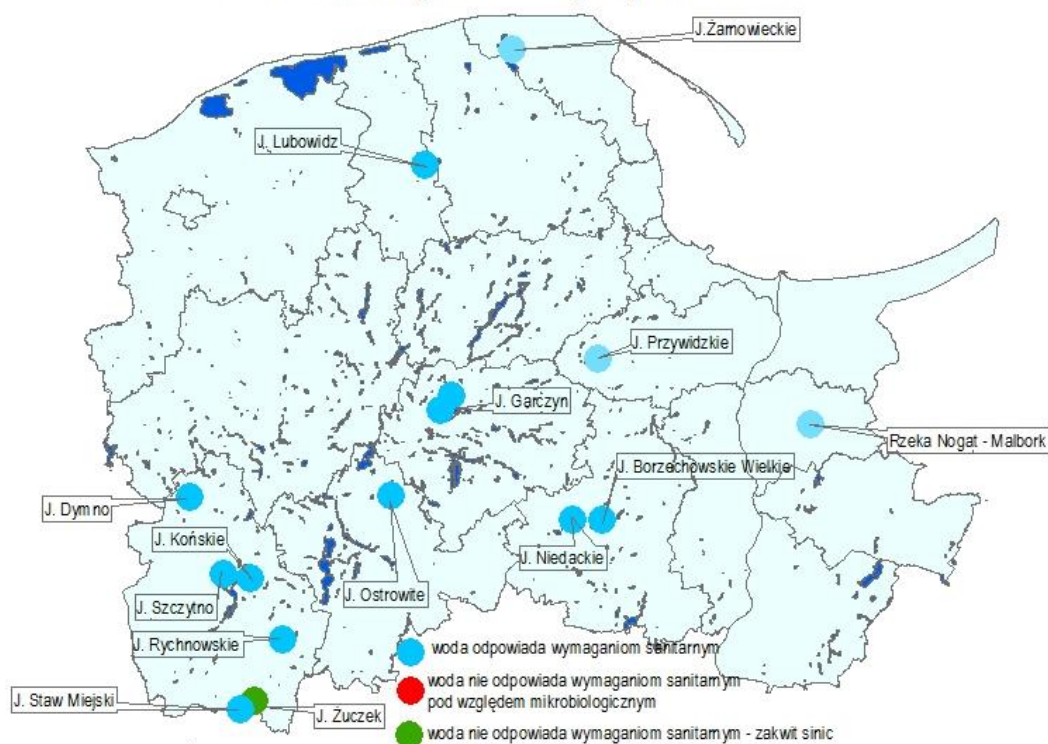 J.Żarnowieckie
J. Lubowidz
J. Przywidzkie
J. Garczyn
Rzeka Nogat - Malbork
J. Borzechowskie Wielkie
J. Dymno
J. Końskie
J. Niedackie
J. Szczytno
J. Ostrowite
J. Rychnowskie
woda odpowiada wymaganiom sanitarnym
woda nie odpowiada wymaganiom sanitarnym
pod względem mikrobiologicznym
J. Staw Miejski
J. Żuczek
woda nie odpowiada wymaganiom sanitarnym - zakwit sinic